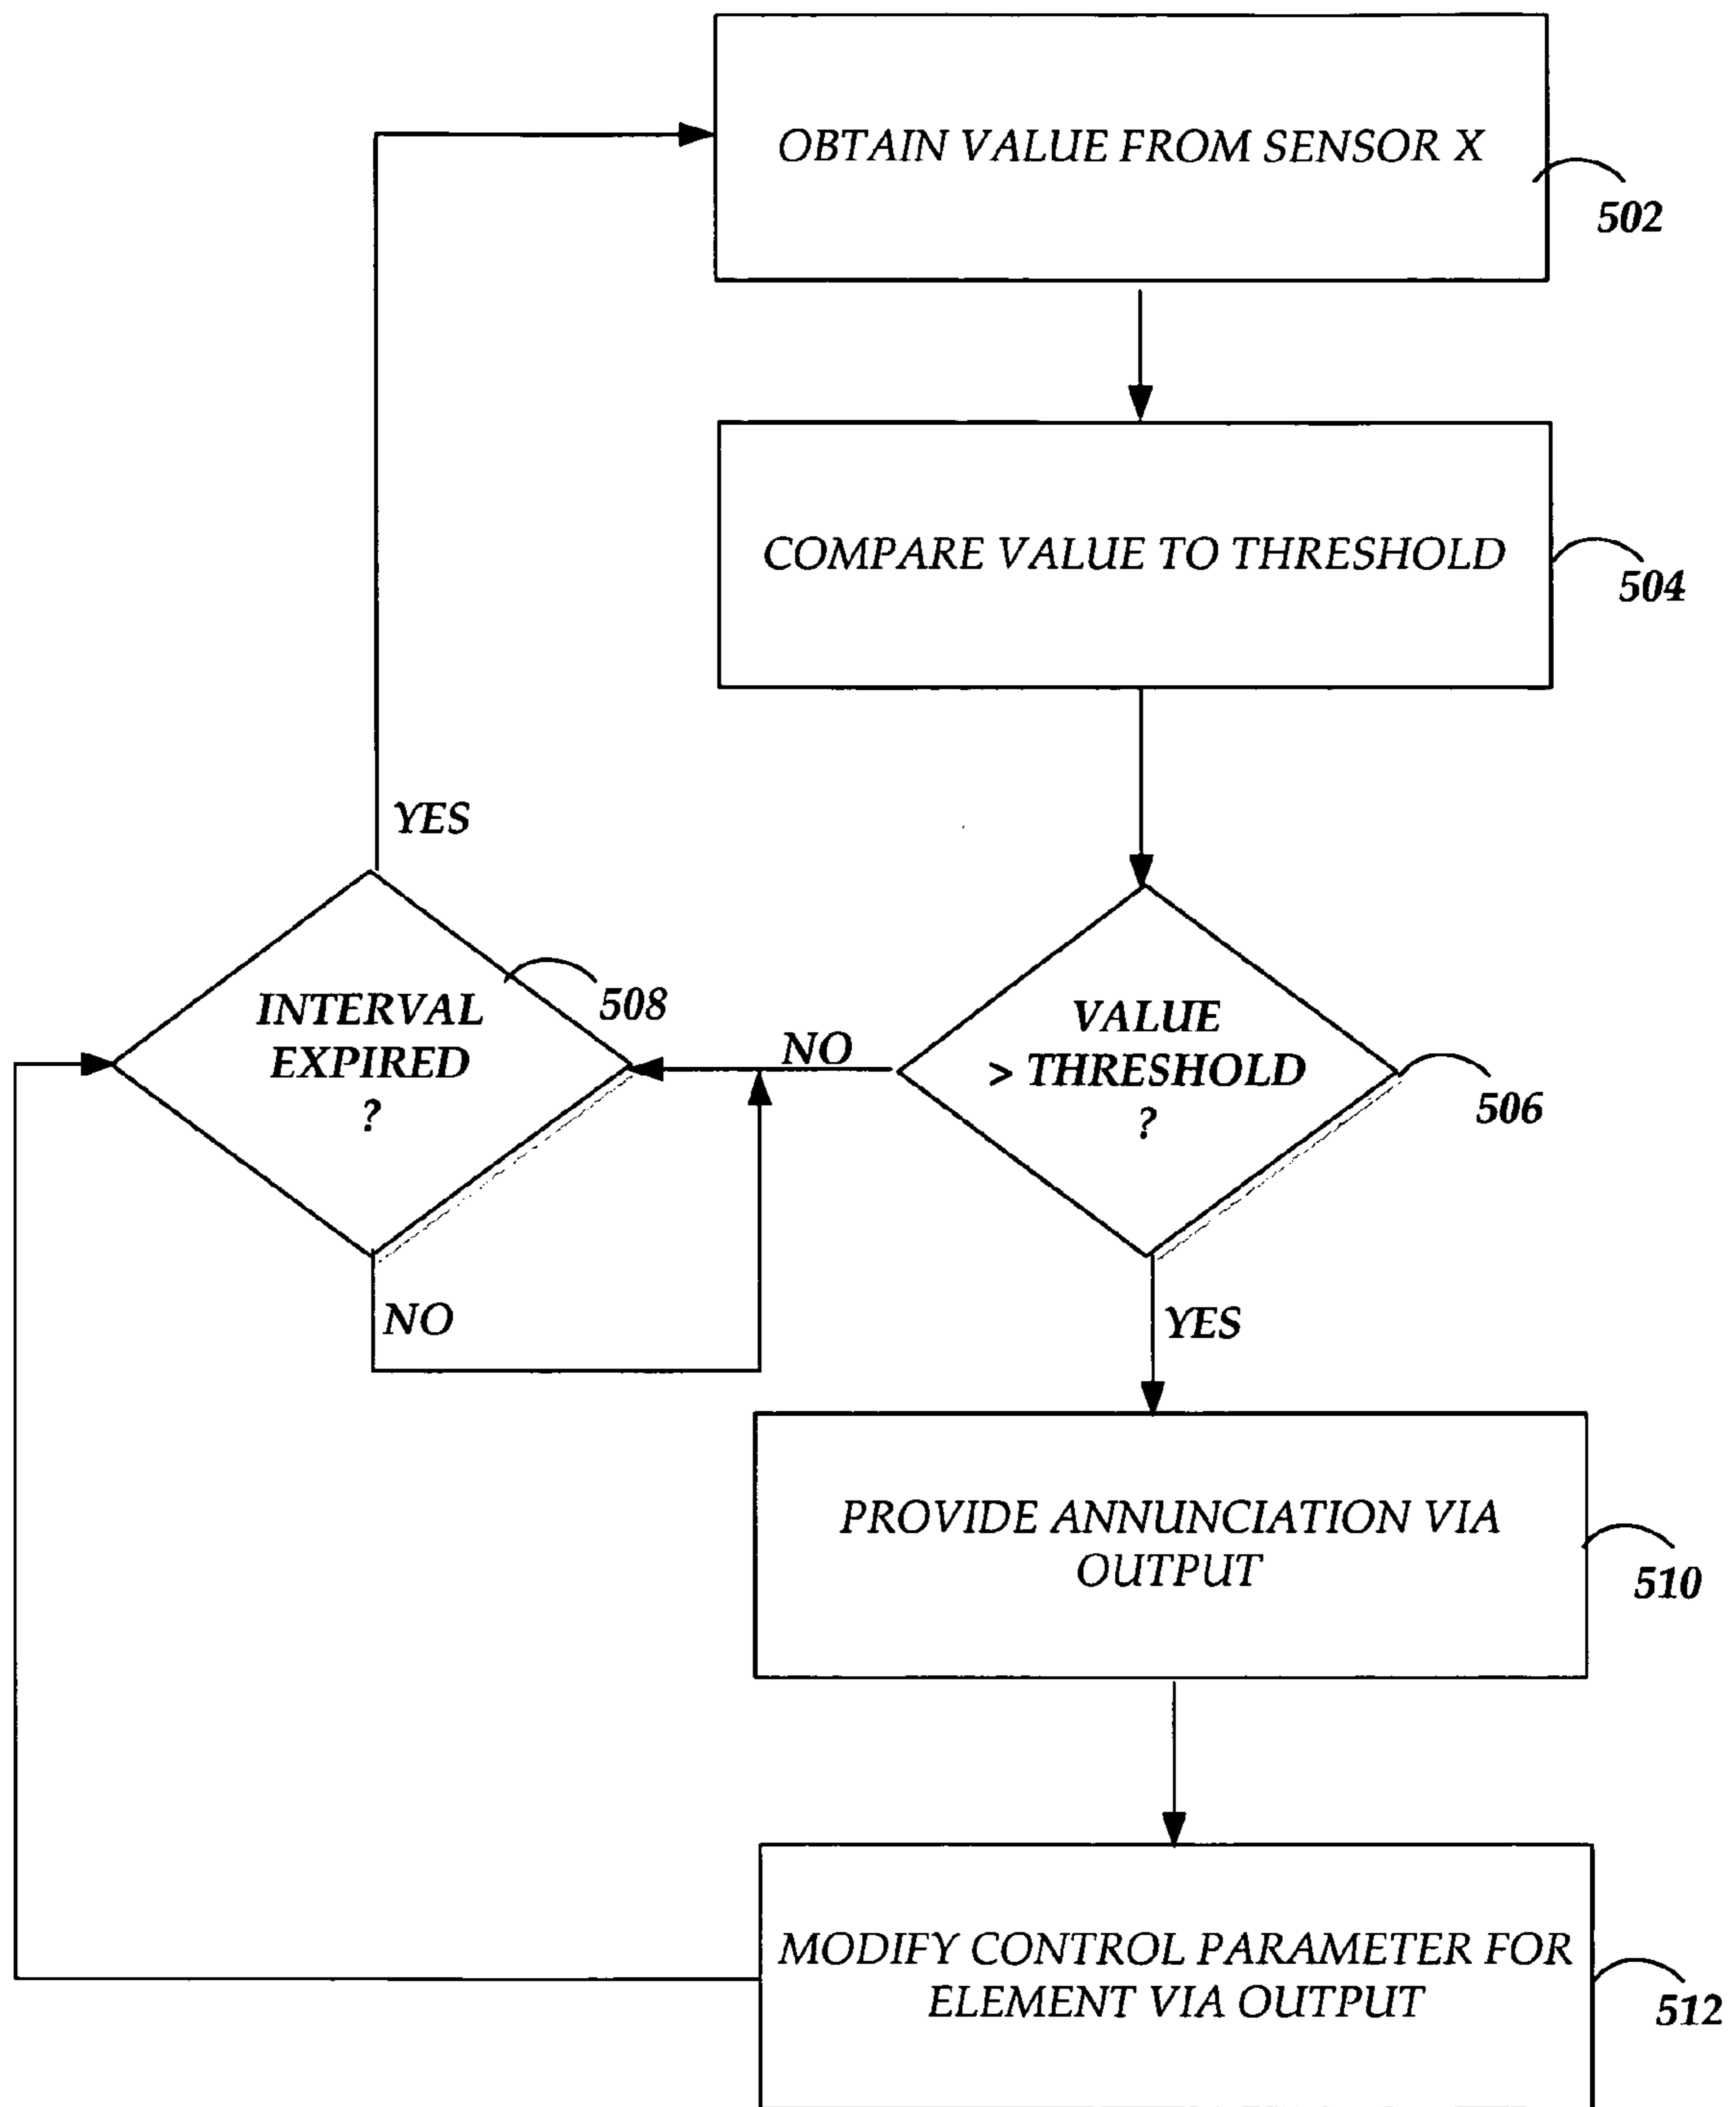 OBTAIN VALUE FROM SENSOR X
502
COMPARE VALUE TO THRESHOLD
504
YES
INTERVAL
EXPIRED
?
508
NO
VALUE
> THRESHOLD
?
506
NO
YES
PROVIDE ANNUNCIATION VIA
OUTPUT
510
MODIFY CONTROL PARAMETER FOR
ELEMENT VIA OUTPUT
512